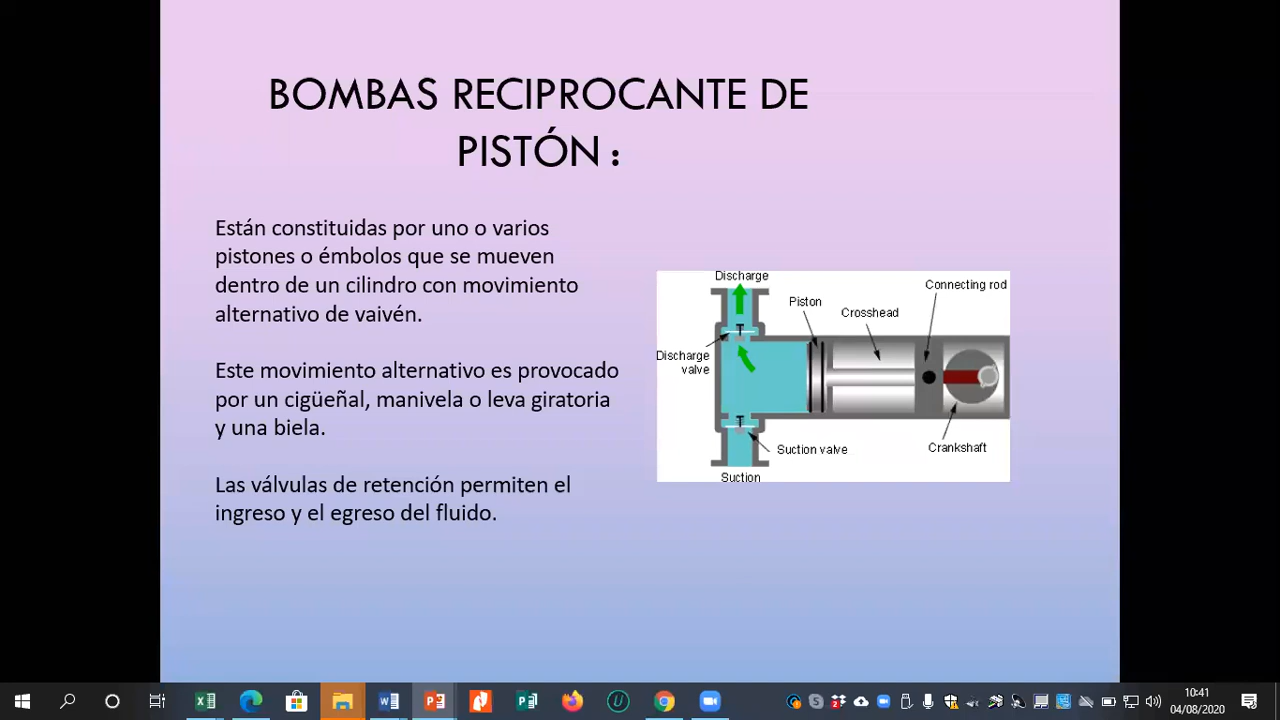 BOMBAS RECIPROCANTE DE
PISTÓN :
Están constituidas por uno o varios
pistones o émbolos que se mueven
dentro de un cilindro con movimiento
alternativo de vaivén.
Este movimiento alternativo es provocado
por un cigüeñal, manivela o leva giratoria
y una biela.
Las válvulas de retención permiten el
ingreso y el egreso del fluido.
Discharge
Piston
Connecting rod
Crosshead
Discharge
valve
Suction valve
Crankshaft
Suction
10:41
04/08/2020